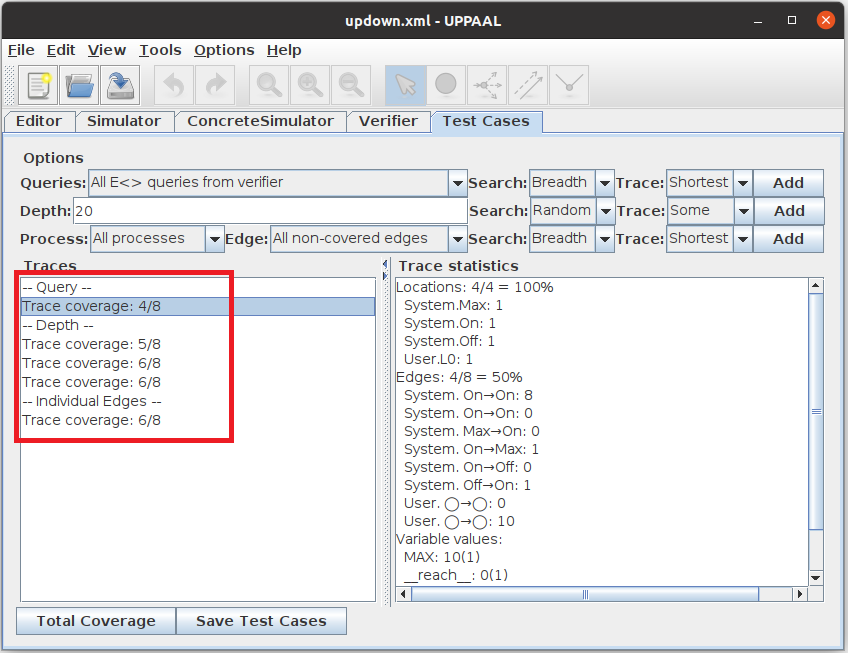 updown.xml - UPPAAL
File Edit View Tools Options Help
Editor Simulator ConcreteSimulator Verifier Test Cases
Options
Queries: All E<> queries from verifier Search: Breadth Trace: Shortest Add
Depth: 20 Search: Random Trace: Some Add
Process: All processes Edge: All non-covered edges Search: Breadth Trace: Shortest Add
Traces
-- Query --
Trace coverage: 4/8
-- Depth --
Trace coverage: 5/8
Trace coverage: 6/8
Trace coverage: 6/8
-- Individual Edges --
Trace coverage: 6/8
Trace statistics
Locations: 4/4 = 100%
System.Max: 1
System.On: 1
System.Off: 1
User.L0: 1
Edges: 4/8 = 50%
System. On→On: 8
System. On→On: 0
System. Max→On: 0
System. On→Max: 1
System. On→Off: 0
System. Off→On: 1
User. ◯→◯: 0
User. ◯→◯: 10
Variable values:
MAX: 10(1)
__reach__: 0(1)
Total Coverage Save Test Cases